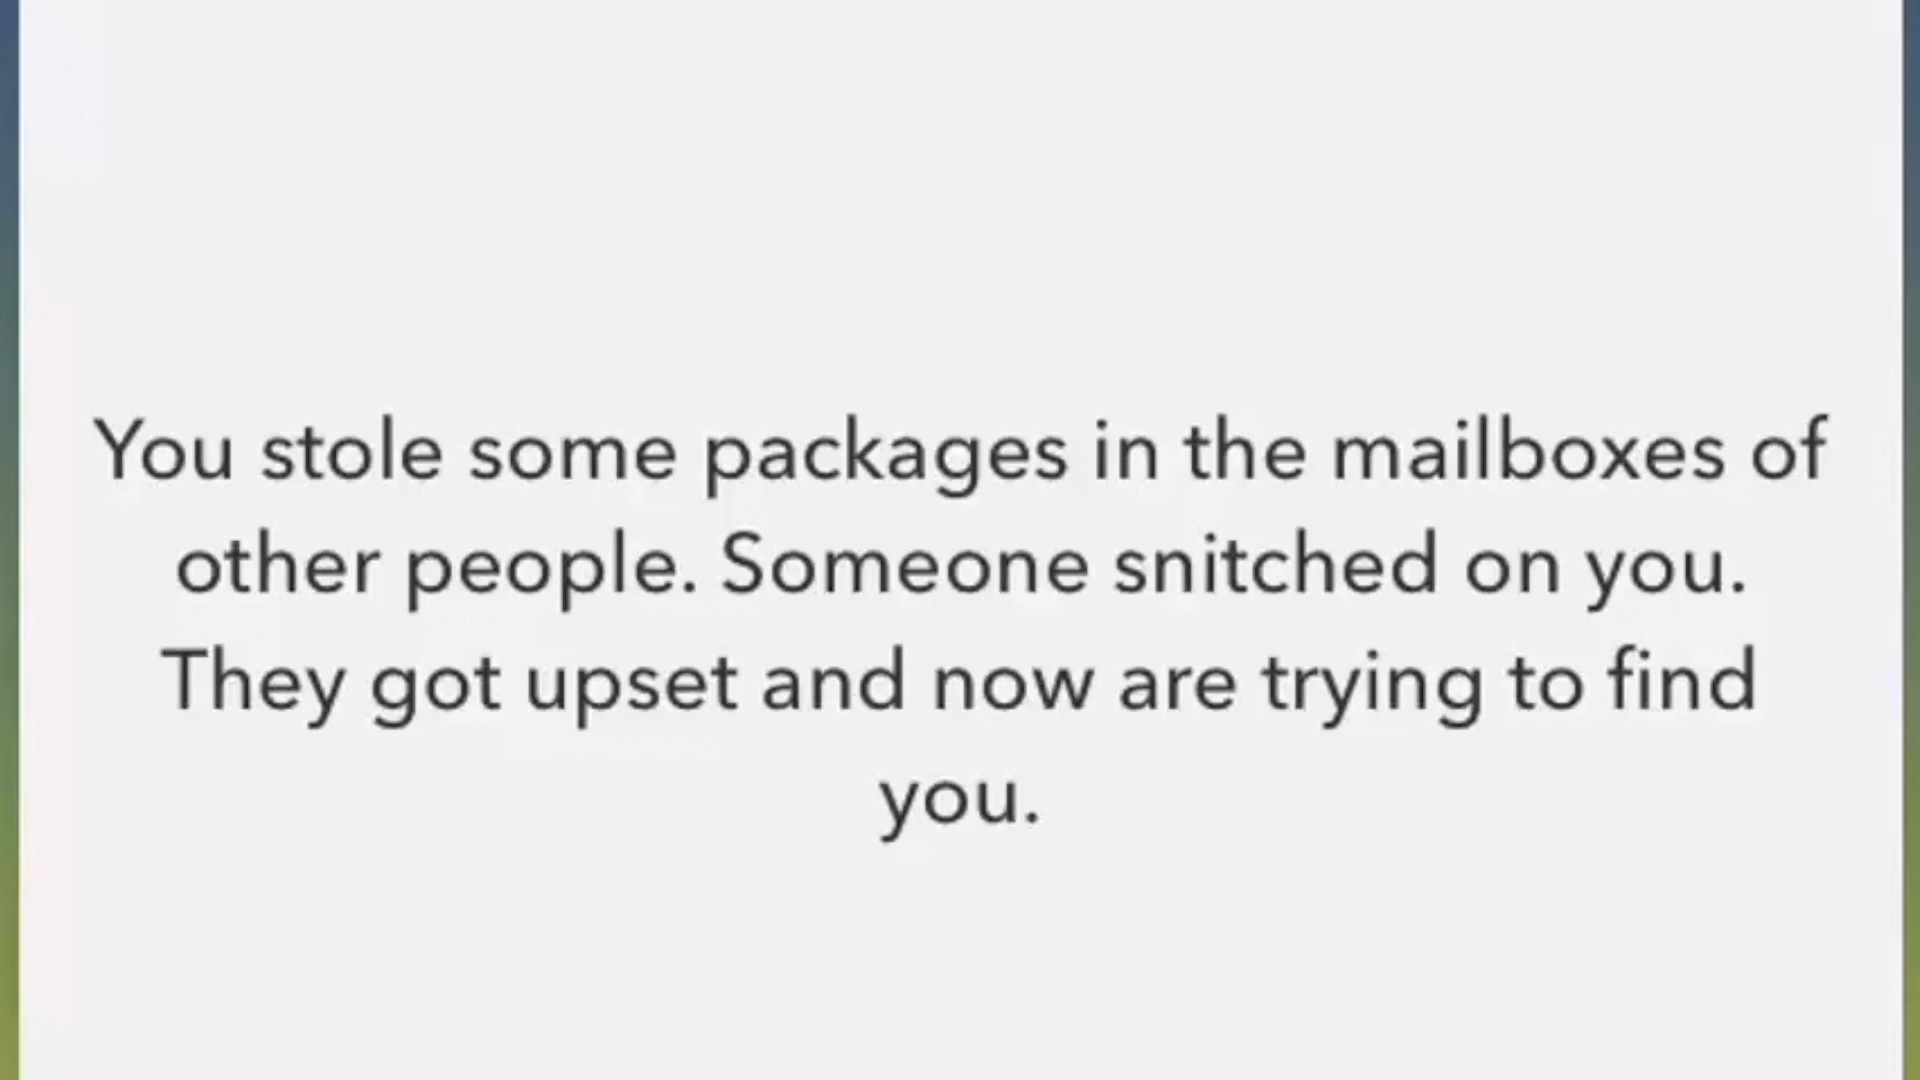 You stole some packages in the mailboxes of
other people. Someone snitched on you.
They got upset and now are trying to find
you.